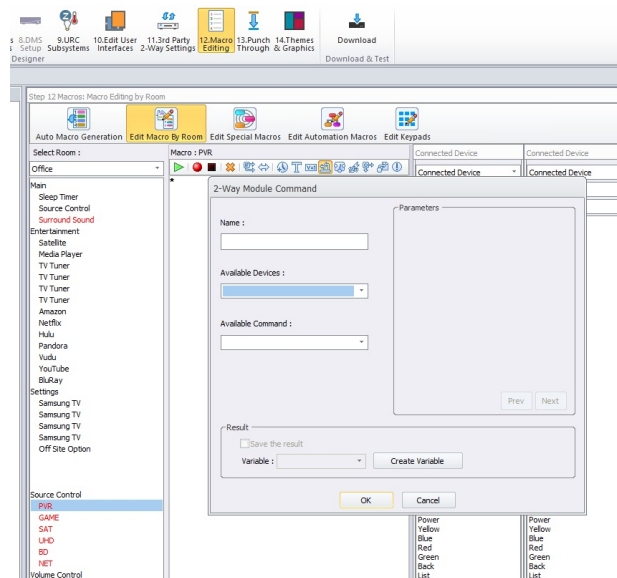 s 8.DMS 9.URC 10.Edit User 11.3rd Party 12.Macro 13.Punch 14.Themes Download
s Setup Subsystems Interfaces 2-Way Settings Editing Through & Graphics
Designer Download & Test
Step 12 Macros: Macro Editing by Room
Auto Macro Generation Edit Macro By Room Edit Special Macros Edit Automation Macros Edit Keypads
Select Room : Macro : PVR Connected Device Connected Device
Office Connected Device Connected Device
Main
Sleep Timer
Source Control
Surround Sound
Entertainment
Satellite
Media Player
TV Tuner
TV Tuner
TV Tuner
TV Tuner
Amazon
Netflix
Hulu
Pandora
Vudu
YouTube
BluRay
Settings
Samsung TV
Samsung TV
Samsung TV
Samsung TV
Off Site Option
Source Control
PVR
GAME
SAT
UHD
BD
NET
Volume Control
2-Way Module Command
Name :
Available Devices :
Available Command :
Parameters
Prev Next
Result
Save the result
Variable : Create Variable
OK Cancel
Power
Yellow
Blue
Red
Green
Back
List
Power
Yellow
Blue
Red
Green
Back
List